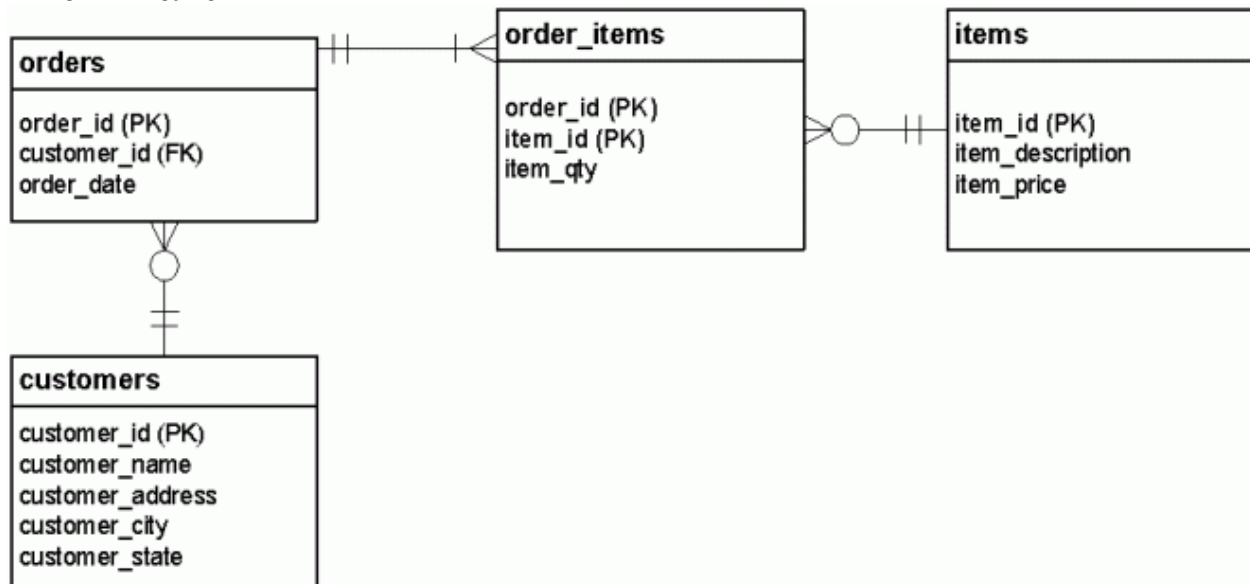 orders
order_id (PK)
customer_id (FK)
order_date
order_items
order_id (PK)
item_id (PK)
item_qty
items
item_id (PK)
item_description
item_price
customers
customer_id (PK)
customer_name
customer_address
customer_city
customer_state